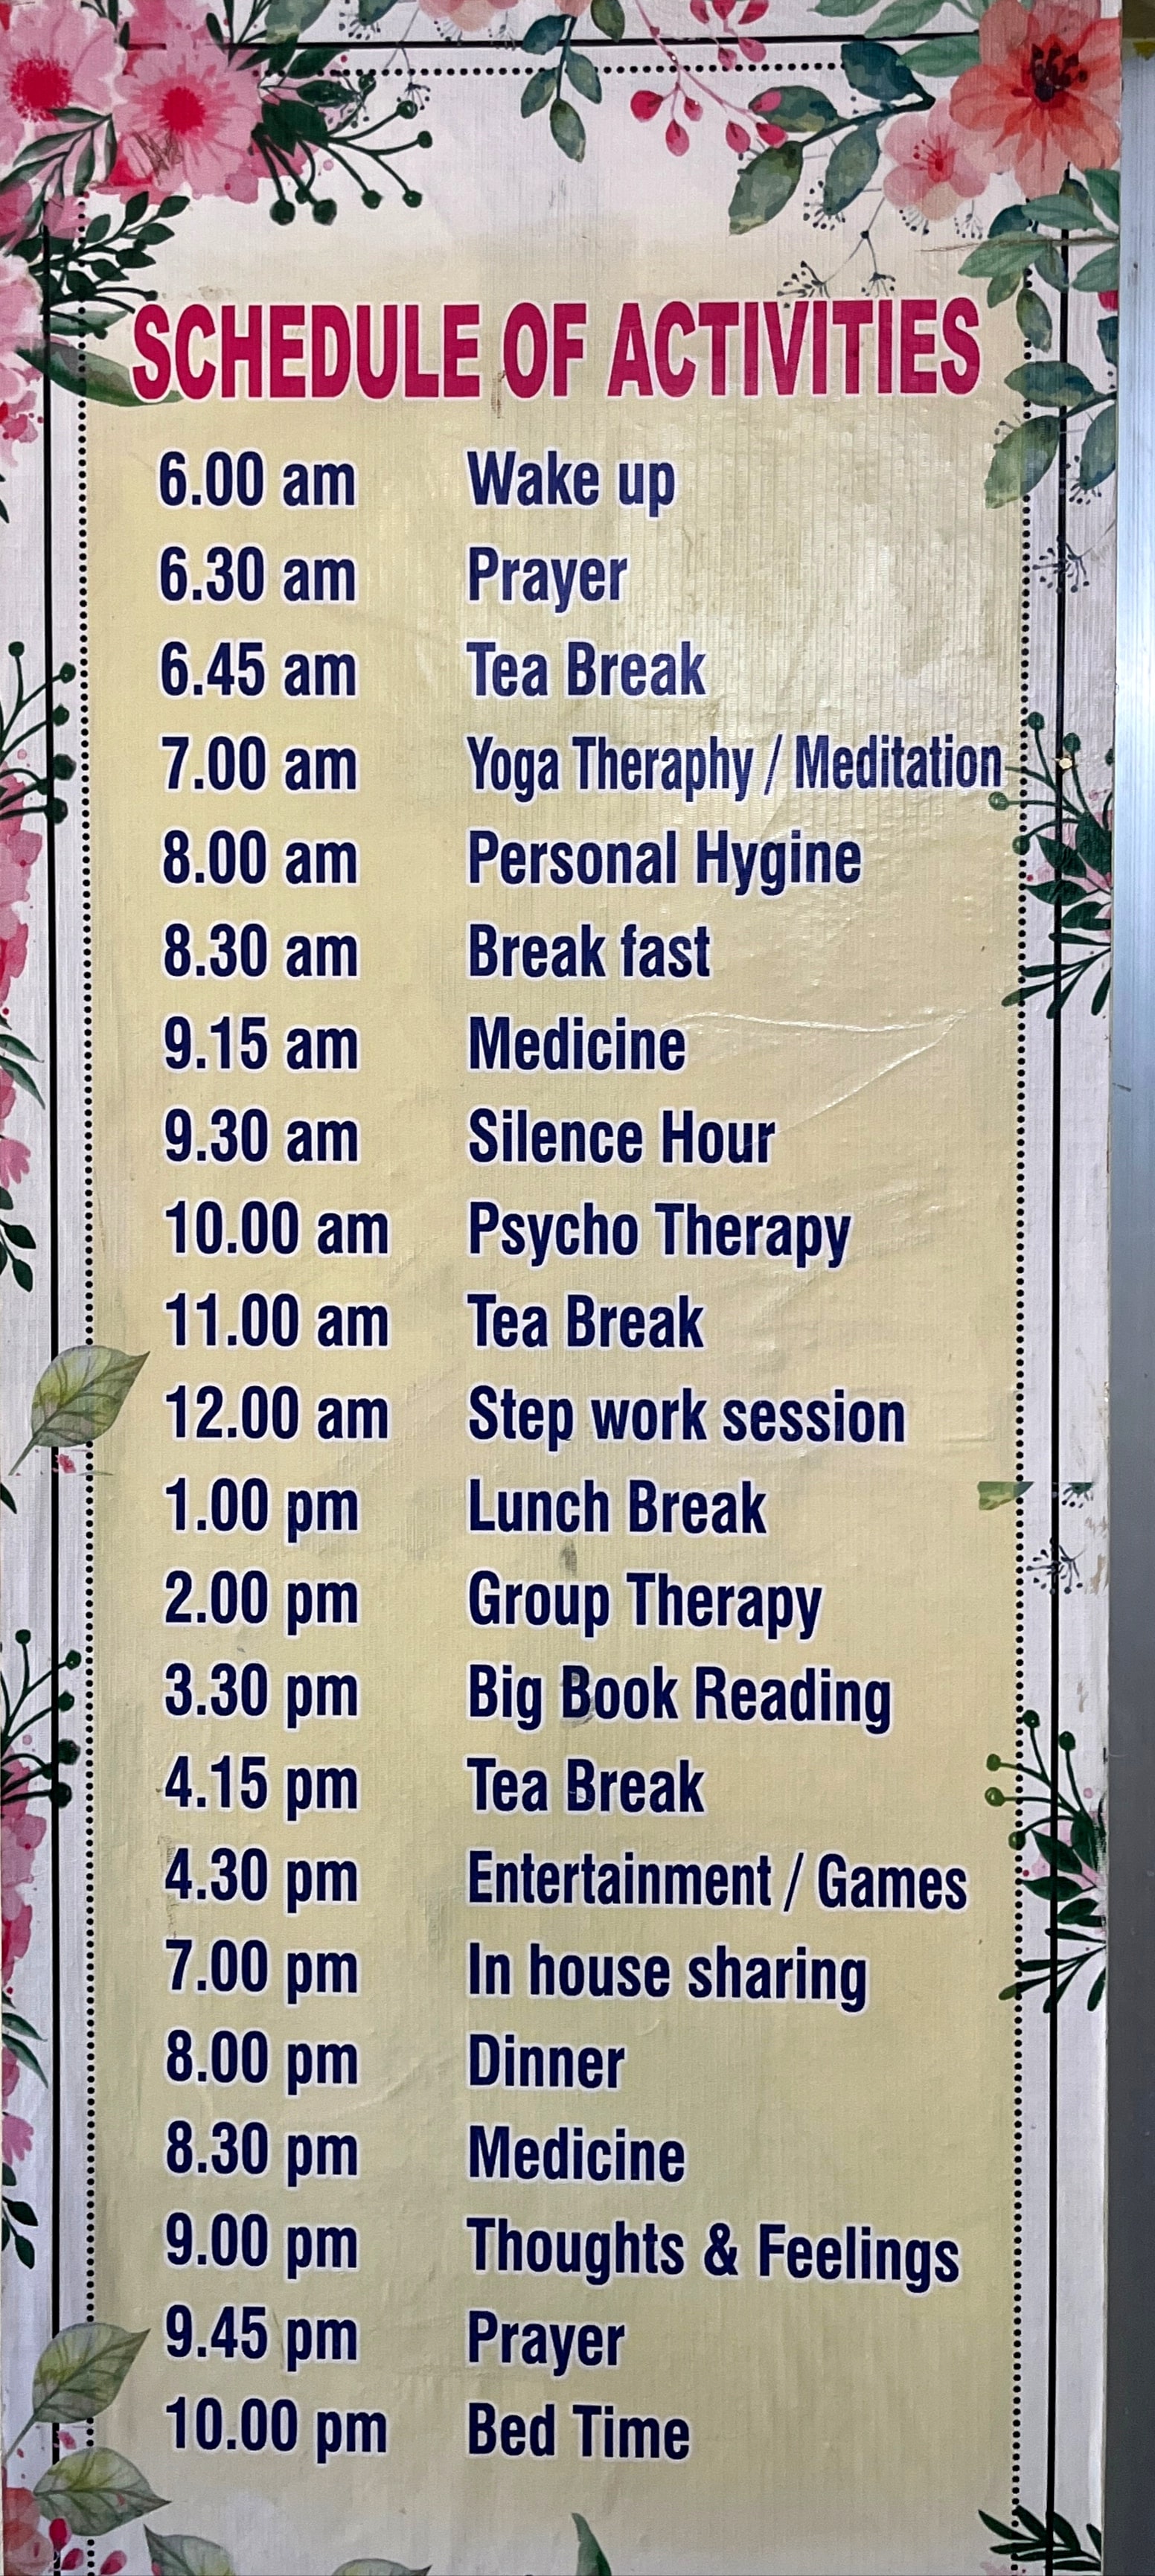 SCHEDULE OF ACTIVITIES
6.00 am Wake up
6.30 am Prayer
6.45 am Tea Break
7.00 am Yoga Theraphy / Meditation
8.00 am Personal Hygine
8.30 am Break fast
9.15 am Medicine
9.30 am Silence Hour
10.00 am Psycho Therapy
11.00 am Tea Break
12.00 am Step work session
1.00 pm Lunch Break
2.00 pm Group Therapy
3.30 pm Big Book Reading
4.15 pm Tea Break
4.30 pm Entertainment / Games
7.00 pm In house sharing
8.00 pm Dinner
8.30 pm Medicine
9.00 pm Thoughts & Feelings
9.45 pm Prayer
10.00 pm Bed Time